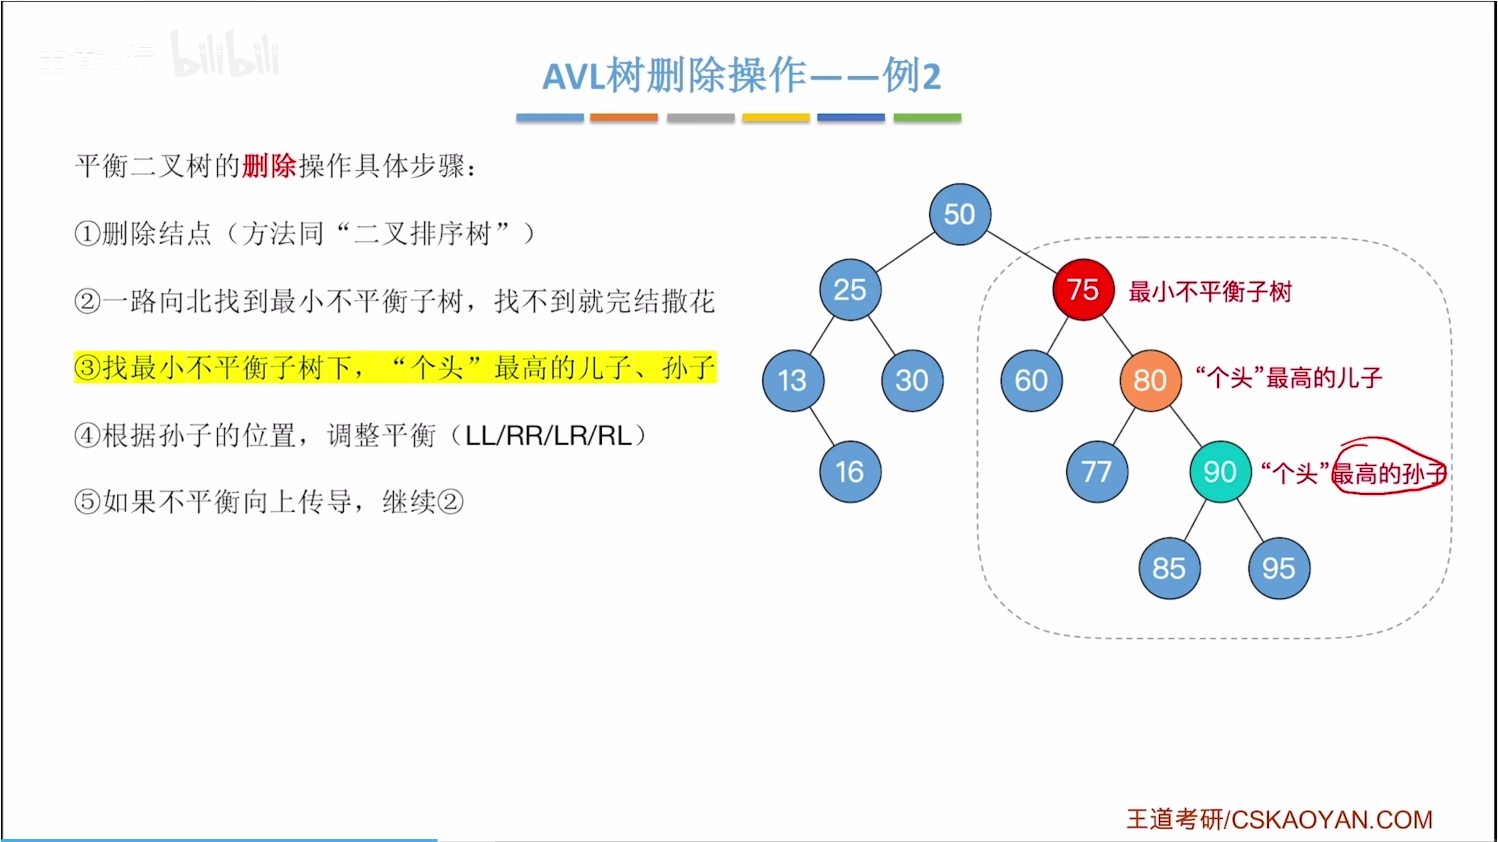 bilibili
AVL树删除操作——例2
平衡二叉树的删除操作具体步骤：
①删除结点（方法同“二叉排序树”）
②一路向北找到最小不平衡子树，找不到就完结撒花
③找最小不平衡子树下，“个头”最高的儿子、孙子
④根据孙子的位置，调整平衡（LL/RR/LR/RL）
⑤如果不平衡向上传导，继续②
50
25
75 最小不平衡子树
13
30
60
80 “个头”最高的儿子
16
77
90 “个头”最高的孙子
85
95
王道考研/CSKAOYAN.COM